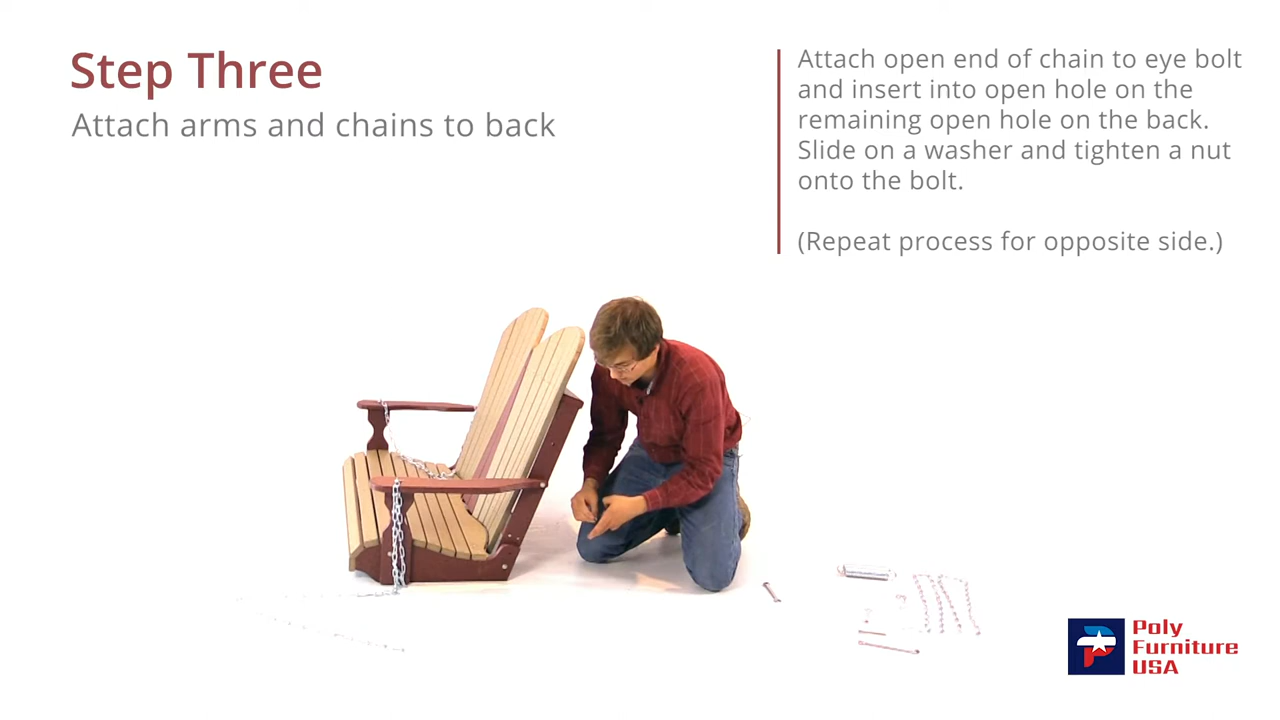 Step Three
Attach arms and chains to back
Attach open end of chain to eye bolt
and insert into open hole on the
remaining open hole on the back.
Slide on a washer and tighten a nut
onto the bolt.
(Repeat process for opposite side.)
Poly
Furniture
USA